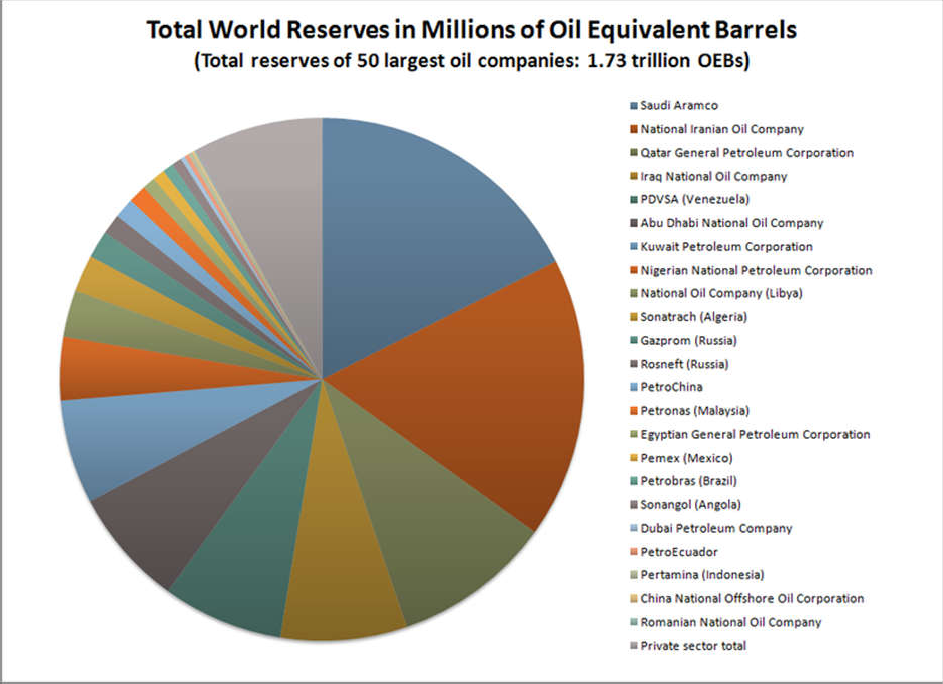 Total World Reserves in Millions of Oil Equivalent Barrels
(Total reserves of 50 largest oil companies: 1.73 trillion OEBs)
Saudi Aramco
National Iranian Oil Company
Qatar General Petroleum Corporation
Iraq National Oil Company
PDVSA (Venezuela)
Abu Dhabi National Oil Company
Kuwait Petroleum Corporation
Nigerian National Petroleum Corporation
National Oil Company (Libya)
Sonatrach (Algeria)
Gazprom (Russia)
Rosneft (Russia)
PetroChina
Petronas (Malaysia)
Egyptian General Petroleum Corporation
Pemex (Mexico)
Petrobras (Brazil)
Sonangol (Angola)
Dubai Petroleum Company
PetroEcuador
Pertamina (Indonesia)
China National Offshore Oil Corporation
Romanian National Oil Company
Private sector total